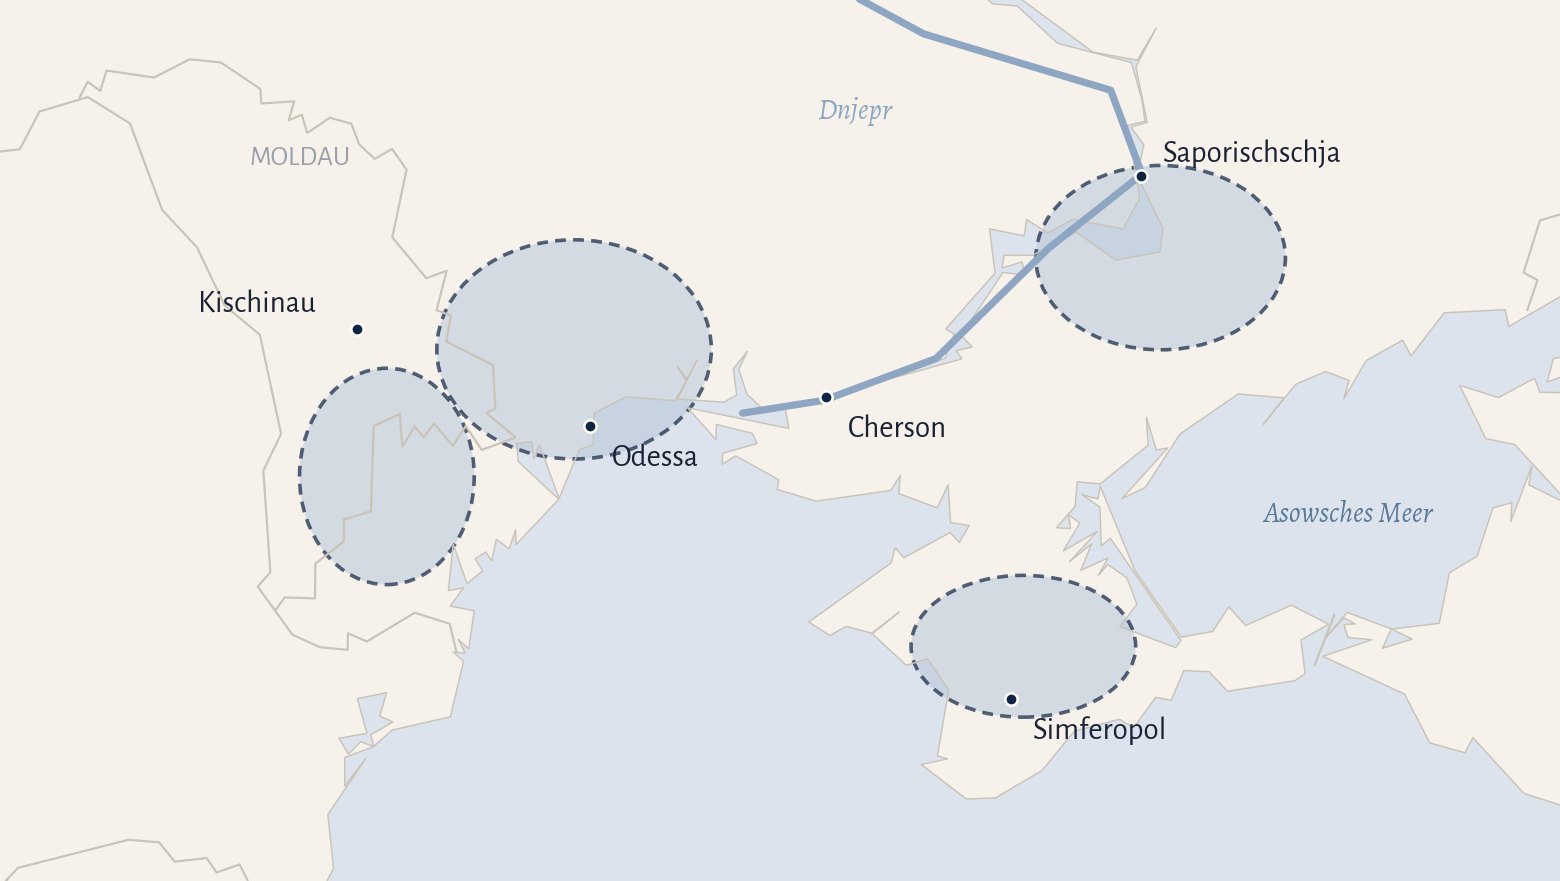 Dnjepr
Saporischschja
MOLDAU
Kischinau
Cherson
Odessa
Asowsches Meer
Simferopol